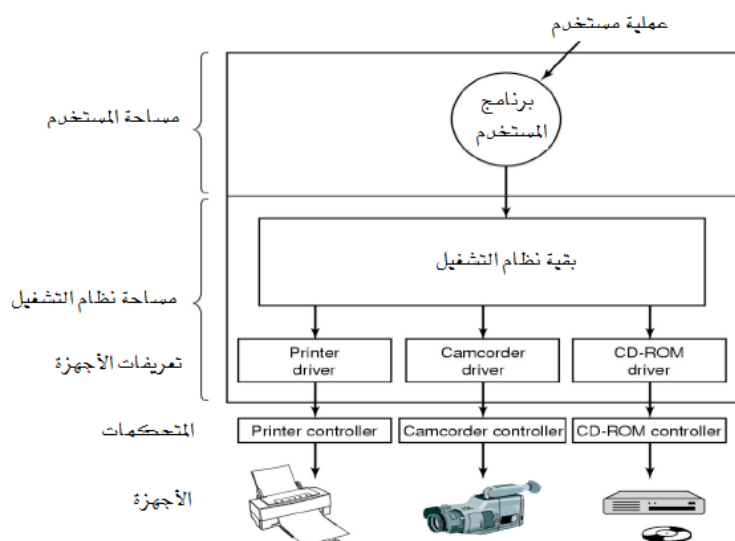 عملية مستخدم
برنامج
المستخدم
مساحة المستخدم
بقية نظام التشغيل
مساحة نظام التشغيل
تعريفات الأجهزة
Printer
driver
Camcorder
driver
CD-ROM
driver
المتحكمات
Printer controller
Camcorder controller
CD-ROM controller
الأجهزة